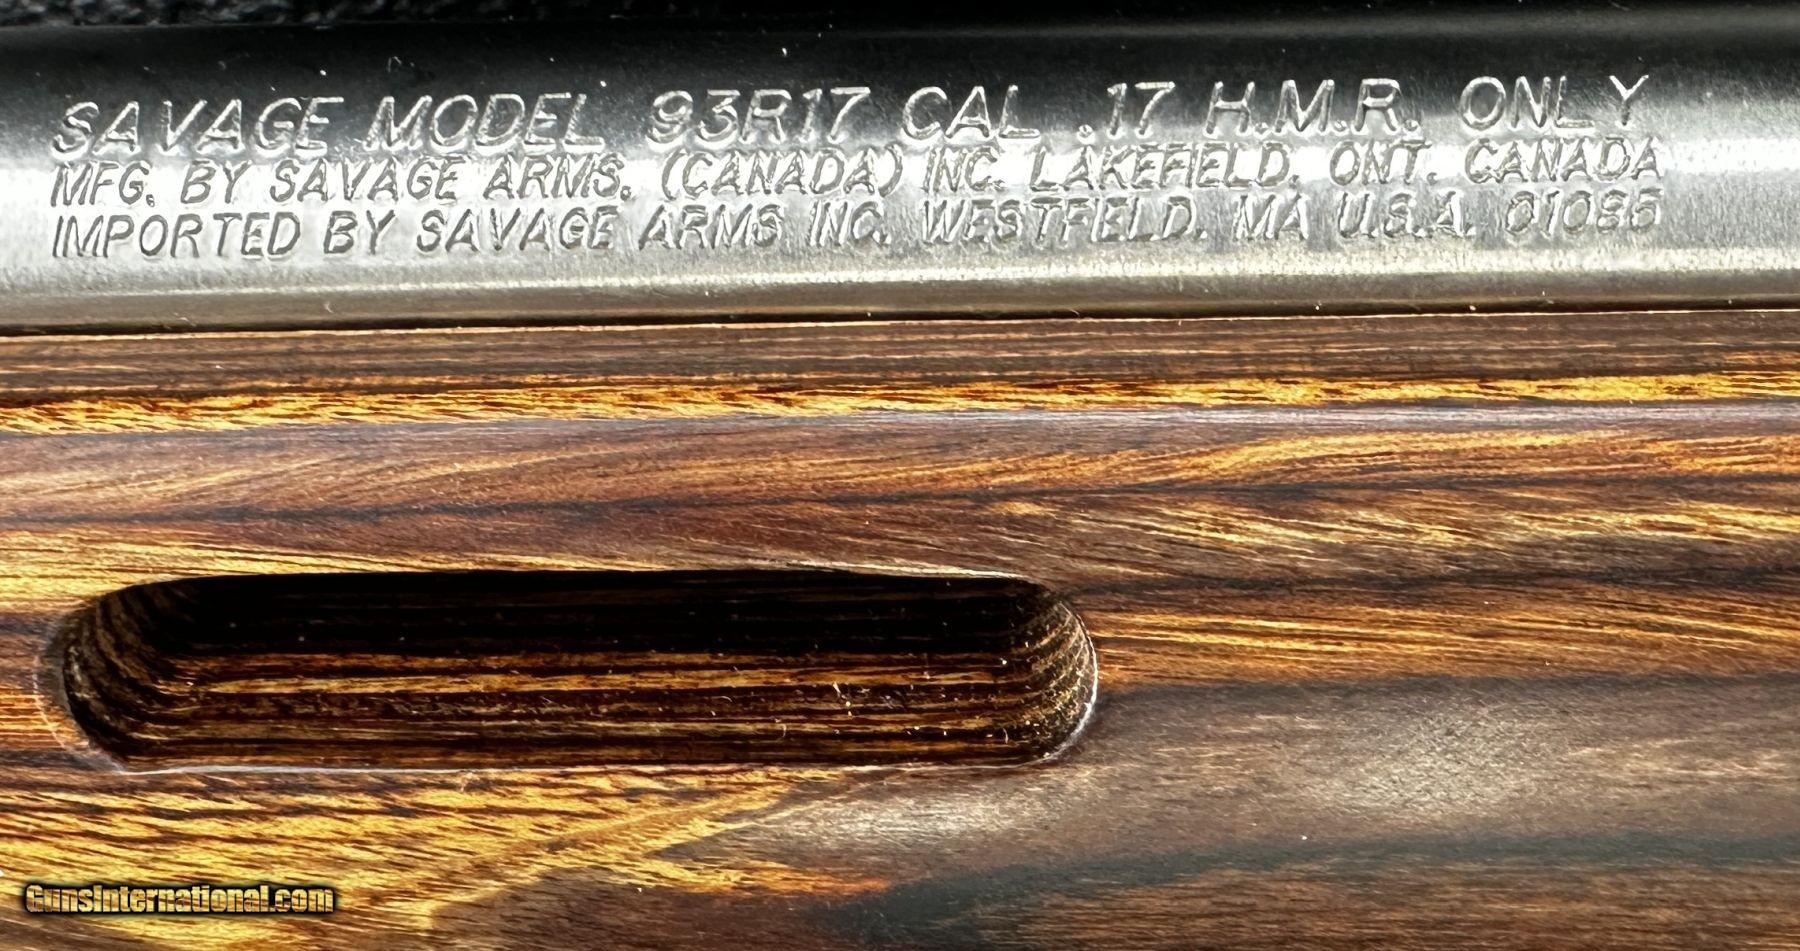 SAVAGE MODEL 93R17 CAL .17 H.M.R. ONLY
MFG. BY SAVAGE ARMS. (CANADA) INC. LAKEFIELD. ONT. CANADA
IMPORTED BY SAVAGE ARMS INC. WESTFIELD. MA U.S.A. 01085
GunsInternational.com